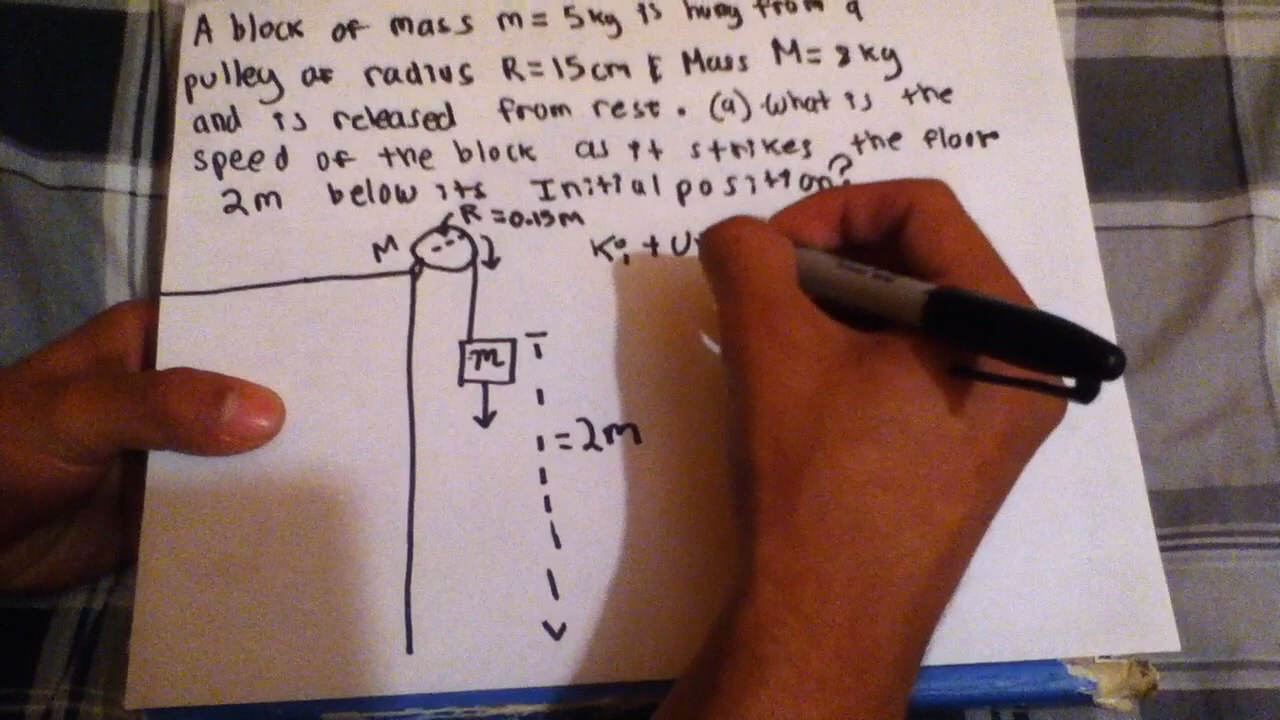 A block of mass m = 5kg is hung from a
pulley of radius R = 15cm & Mass M = 8kg
and is released from rest. (a) What is the
speed of the block as it strikes the floor
2m below its Initial position?
R = 0.15m
M
Ki + U
m
= 2m